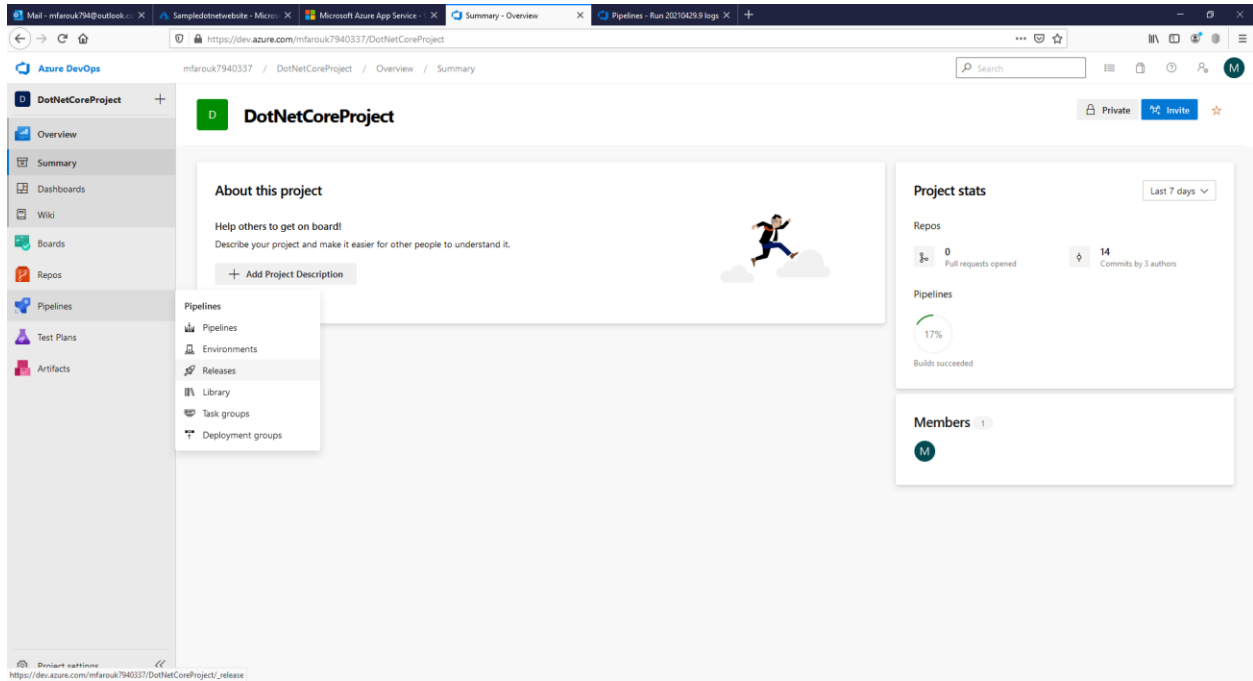 Mail - mfarouk794@outlook.co
Sampledotnetwebsite - Micros
Microsoft Azure App Service -
Summary - Overview
Pipelines - Run 20210429.9 logs
https://dev.azure.com/mfarouk7940337/DotNetCoreProject
Azure DevOps
mfarouk7940337 / DotNetCoreProject / Overview / Summary
Search
M
D DotNetCoreProject
D DotNetCoreProject
Private
Invite
Overview
Summary
Dashboards
Wiki
Boards
Repos
Pipelines
Test Plans
Artifacts
About this project
Help others to get on board!
Describe your project and make it easier for other people to understand it.
+ Add Project Description
Pipelines
Pipelines
Environments
Releases
Library
Task groups
Deployment groups
Project stats
Last 7 days
Repos
0
Pull requests opened
14
Commits by 3 authors
Pipelines
17%
Builds succeeded
Members 1
M
Project settings
https://dev.azure.com/mfarouk7940337/DotNetCoreProject/_release